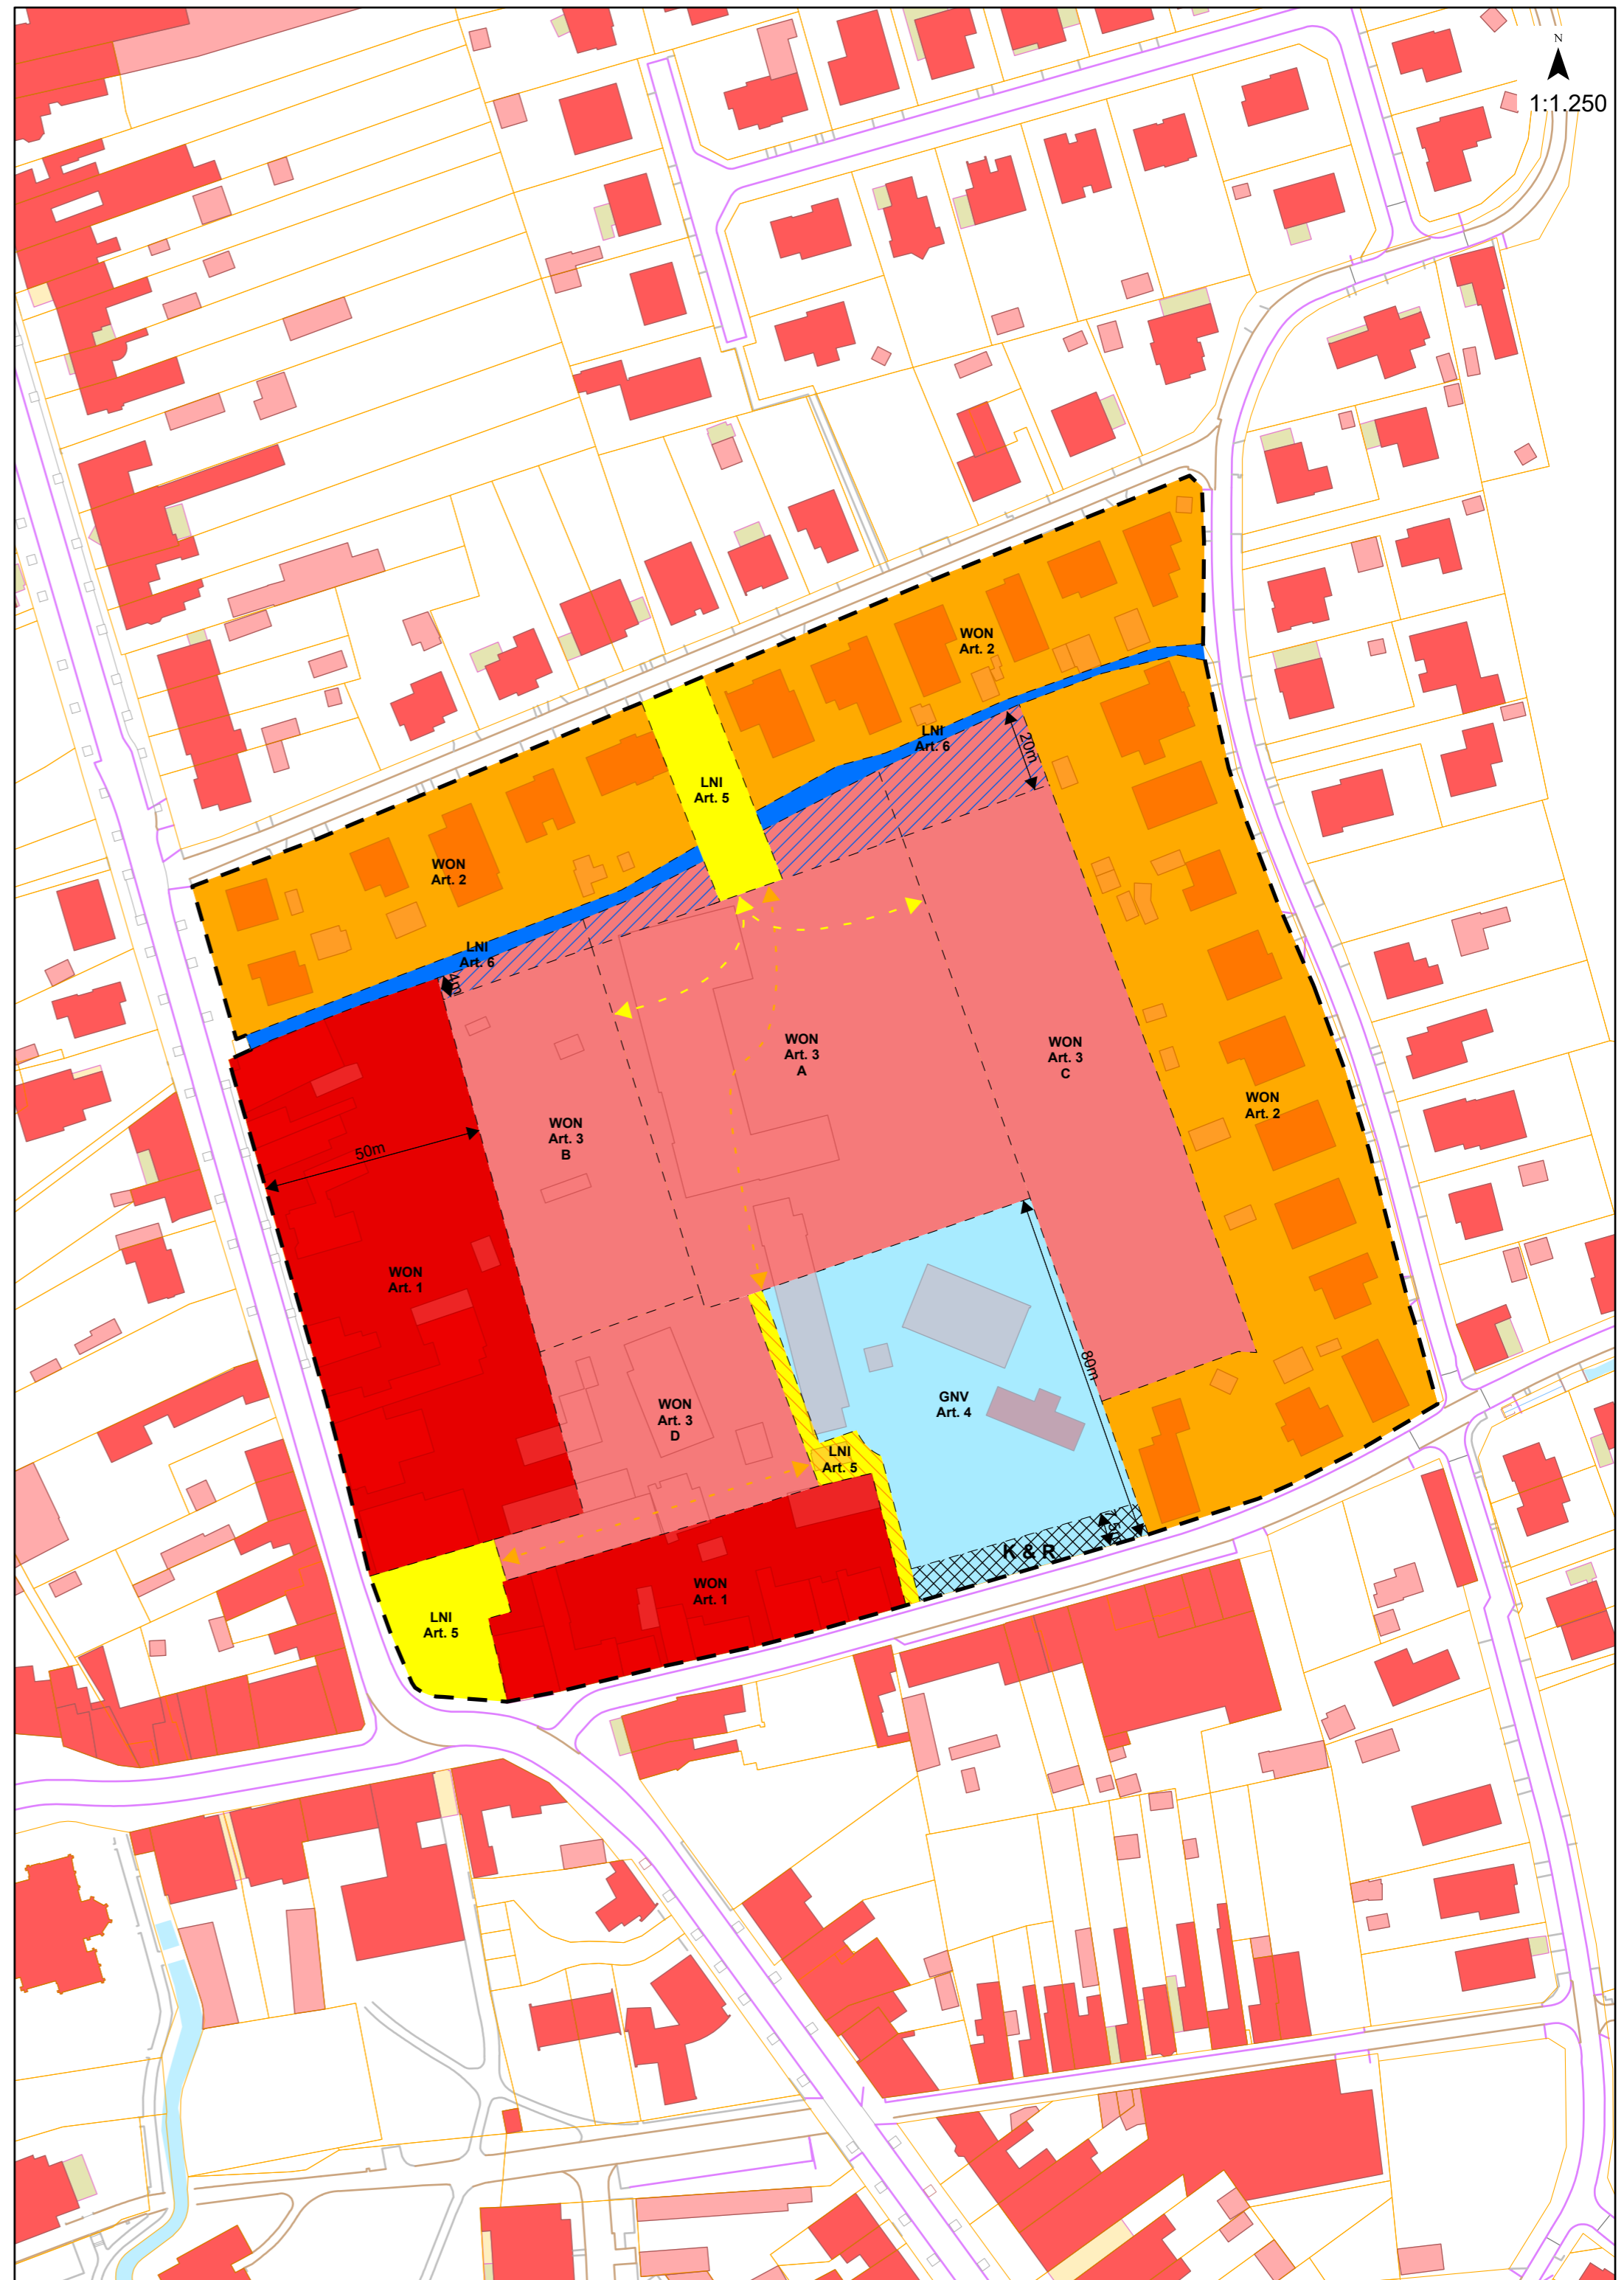 N
1:1.250
WON
Art. 2
LNI
Art. 6
20m
LNI
Art. 5
WON
Art. 2
LNI
Art. 6
4m
WON
Art. 3
A
WON
Art. 3
C
WON
Art. 2
WON
Art. 3
B
50m
WON
Art. 1
80m
GNV
Art. 4
WON
Art. 3
D
LNI
Art. 5
K & R
WON
Art. 1
LNI
Art. 5